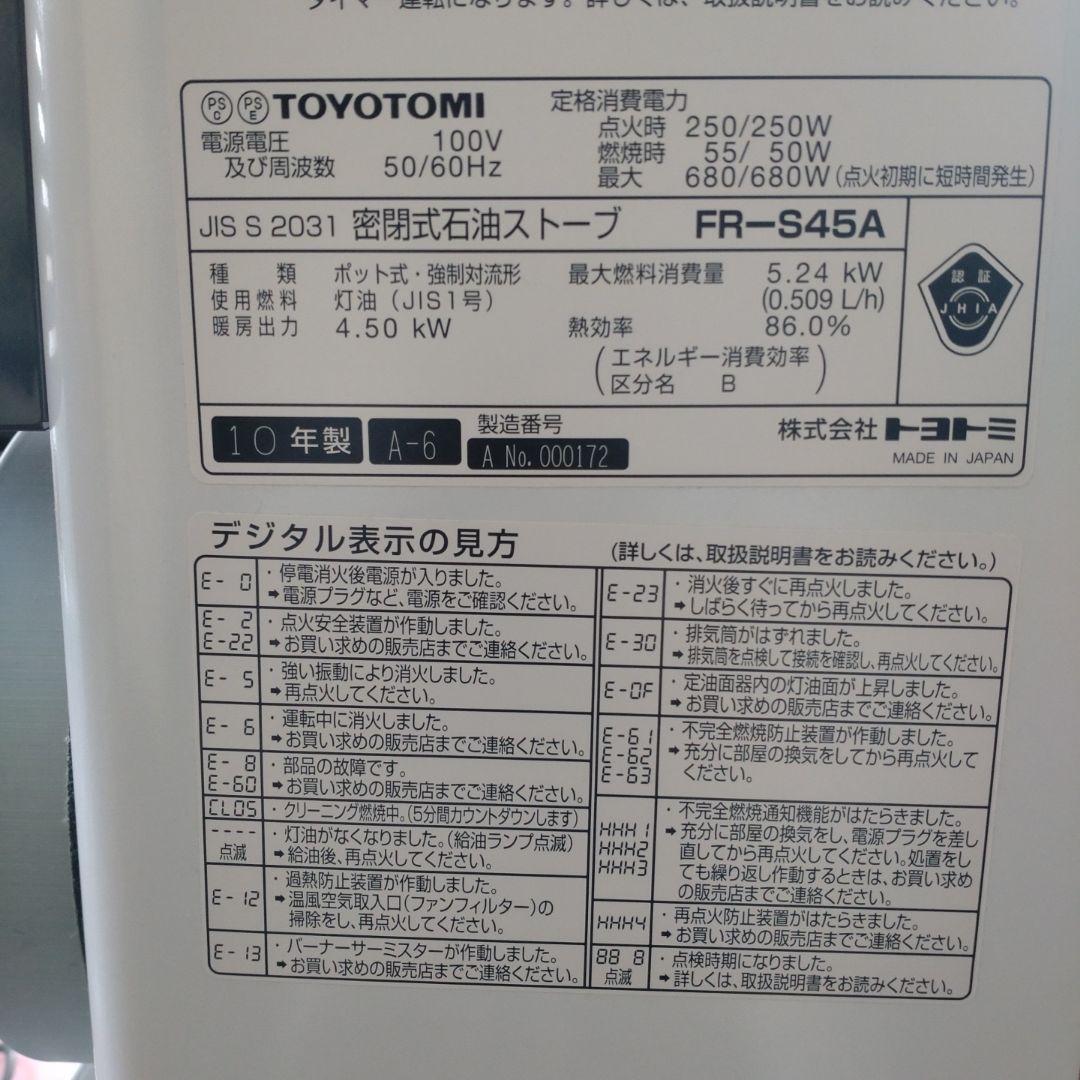 タイマー運転になります。詳しくは、取扱説明書をお読みください。
PS C PS E TOYOTOMI
電源電圧 100V
及び周波数 50/60Hz
定格消費電力
点火時 250/250W
燃焼時 55/ 50W
最大 680/680W (点火初期に短時間発生)
JIS S 2031 密閉式石油ストーブ FR-S45A
種類 ポット式・強制対流形
使用燃料 灯油(JIS1号)
暖房出力 4.50 kW
最大燃料消費量 5.24 kW
(0.509 L/h)
熱効率 86.0%
(エネルギー消費効率)
区分名 B
認証
JHIA
10年製 A-6
製造番号
A No. 000172
株式会社トヨトミ
MADE IN JAPAN
デジタル表示の見方 (詳しくは、取扱説明書をお読みください。)
E- 0 ・停電消火後電源が入りました。
➡電源プラグなど、電源をご確認ください。
E- 2 ・点火安全装置が作動しました。
E-22 ➡お買い求めの販売店までご連絡ください。
E- 5 ・強い振動により消火しました。
➡再点火してください。
E- 6 ・運転中に消火しました。
➡お買い求めの販売店までご連絡ください。
E- 8 ・部品の故障です。
E-60 ➡お買い求めの販売店までご連絡ください。
CL05 ・クリーニング燃焼中。(5分間カウントダウンします)
---- ・灯油がなくなりました。(給油ランプ点滅)
点滅 ➡給油後、再点火してください。
E-12 ・過熱防止装置が作動しました。
➡温風空気取入口(ファンフィルター)の
掃除をし、再点火してください。
E-13 ・バーナーサーミスターが作動しました。
➡お買い求めの販売店までご連絡ください。
E-23 ・消火後すぐに再点火しました。
➡しばらく待ってから再点火してください。
E-30 ・排気筒がはずれました。
➡排気筒を点検して接続を確認し、再点火してください。
E-0F ・定油面器内の灯油面が上昇しました。
➡お買い求めの販売店までご連絡ください。
E-61 ・不完全燃焼防止装置が作動しました。
E-62 ➡充分に部屋の換気をしてから再点火して
E-63 ください。
・不完全燃焼通知機能がはたらきました。
HHH1 ➡充分に部屋の換気をし、電源プラグを差し
HHH2 直してから再点火してください。処置をし
HHH3 ても繰り返し作動するときは、お買い求め
の販売店までご連絡ください。
HHH4 ・再点火防止装置がはたらきました。
➡お買い求めの販売店までご連絡ください。
88 8 ・点検時期になりました。
点滅 ➡詳しくは、取扱説明書をお読みください。